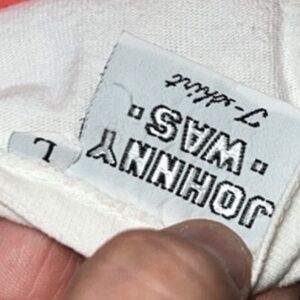 JOHNNY
· WAS ·
T-shirt
L